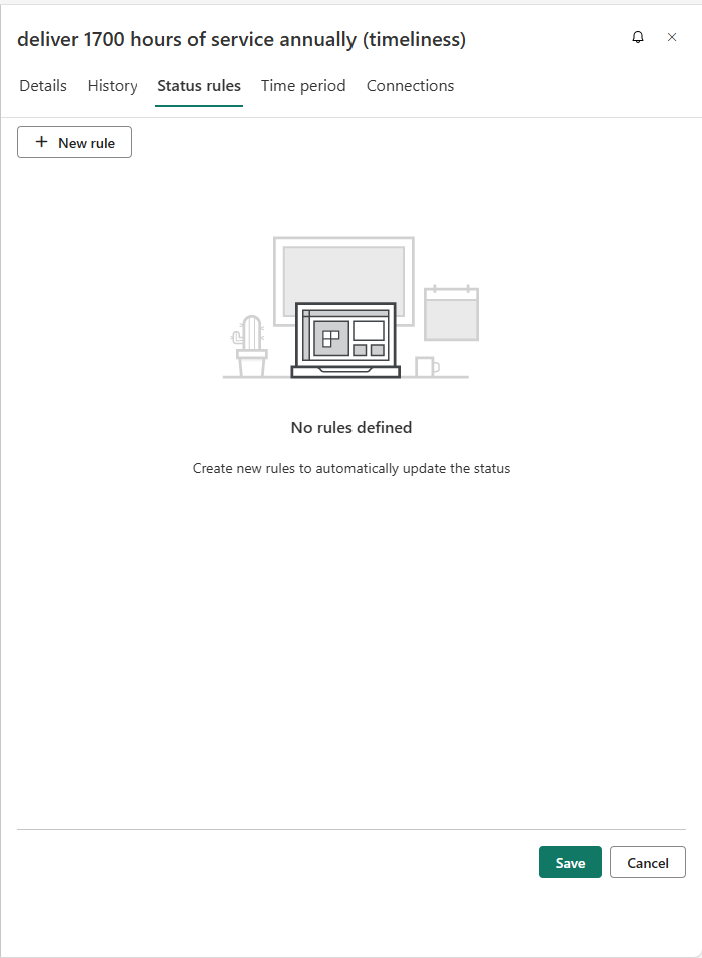 deliver 1700 hours of service annually (timeliness)
Details History Status rules Time period Connections
New rule
No rules defined
Create new rules to automatically update the status
Save Cancel